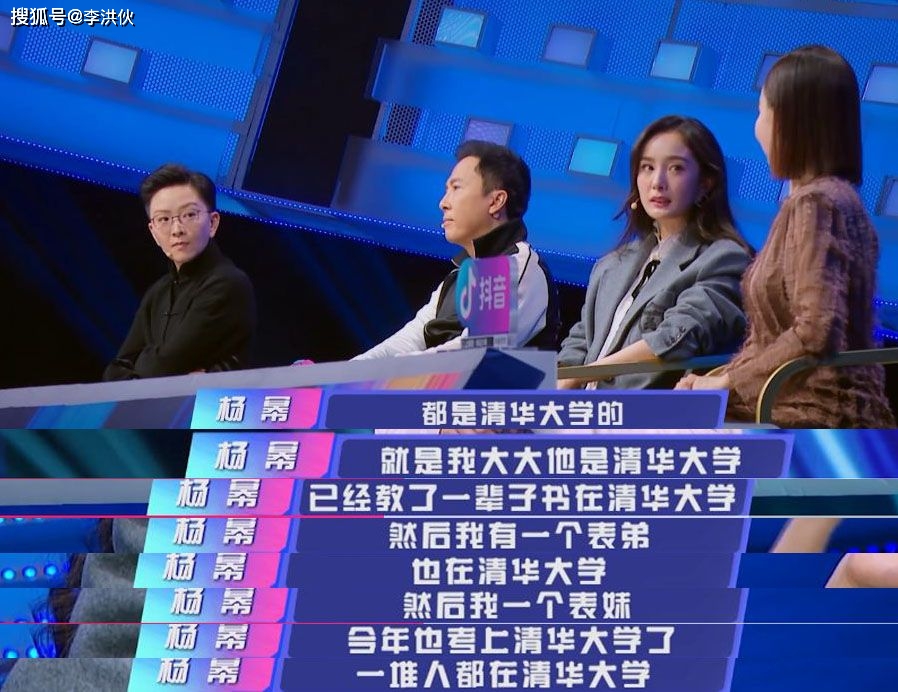 搜狐号@李洪伙
抖音
杨幂 都是清华大学的
杨幂 就是我大大他是清华大学
杨幂 已经教了一辈子书在清华大学
杨幂 然后我有一个表弟
杨幂 也在清华大学
杨幂 然后我一个表妹
杨幂 今年也考上清华大学了
杨幂 一堆人都在清华大学